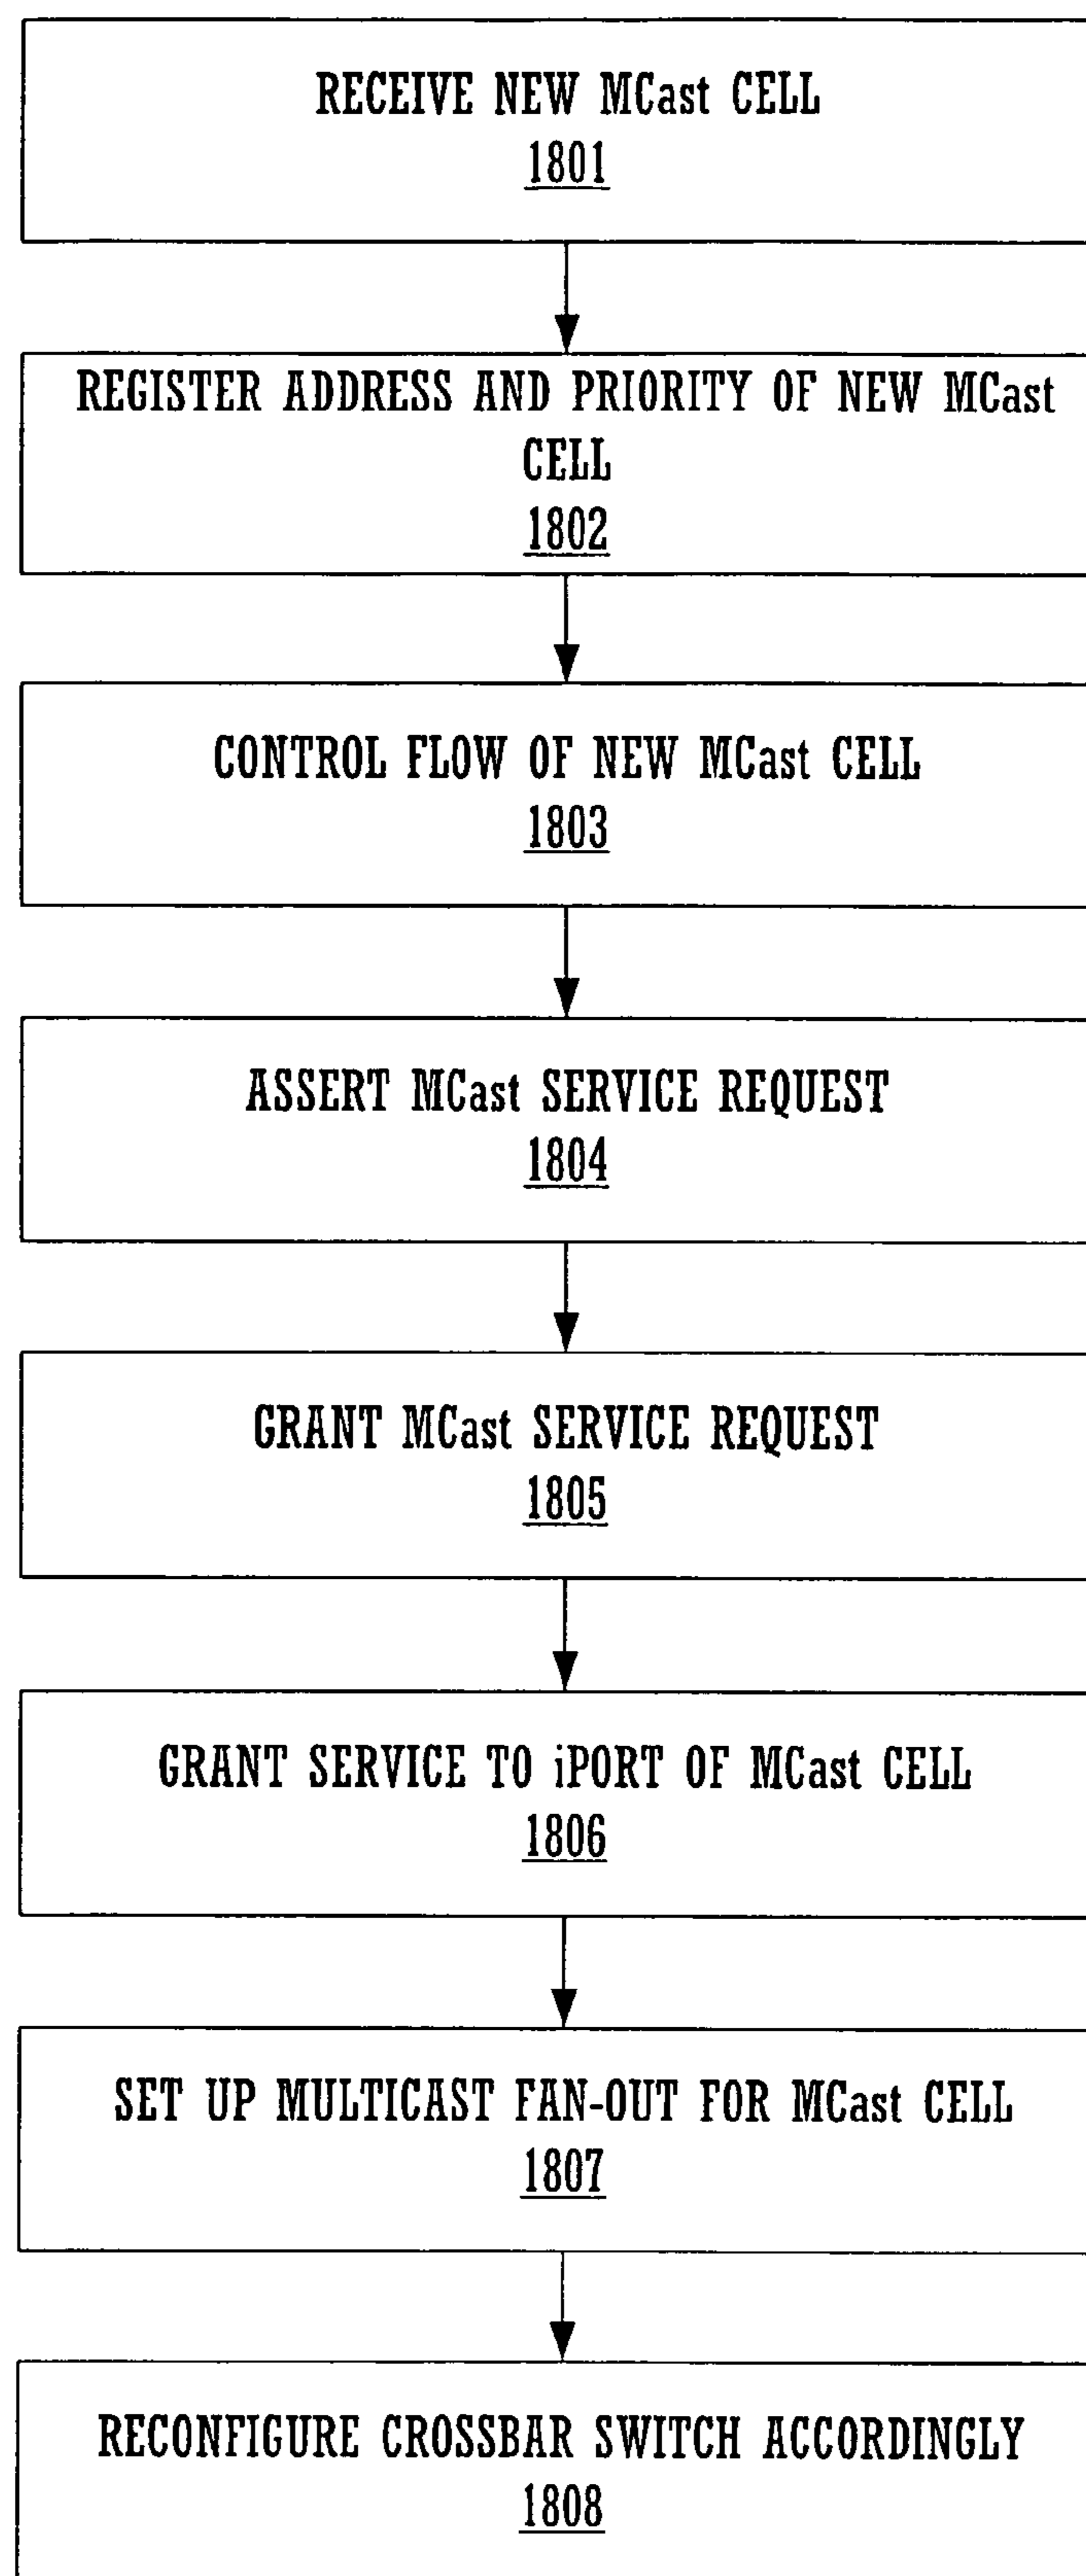 RECEIVE NEW MCast CELL
1801
REGISTER ADDRESS AND PRIORITY OF NEW MCast
CELL
1802
CONTROL FLOW OF NEW MCast CELL
1803
ASSERT MCast SERVICE REQUEST
1804
GRANT MCast SERVICE REQUEST
1805
GRANT SERVICE TO iPORT OF MCast CELL
1806
SET UP MULTICAST FAN-OUT FOR MCast CELL
1807
RECONFIGURE CROSSBAR SWITCH ACCORDINGLY
1808